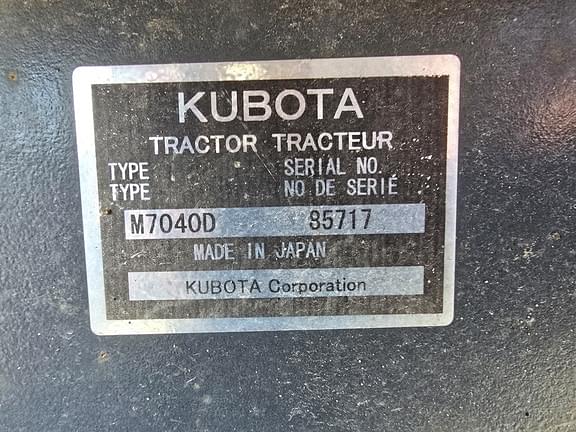 KUBOTA
TRACTOR TRACTEUR
TYPE SERIAL NO.
TYPE NO DE SERIÉ
M7040D 85717
MADE IN JAPAN
KUBOTA Corporation